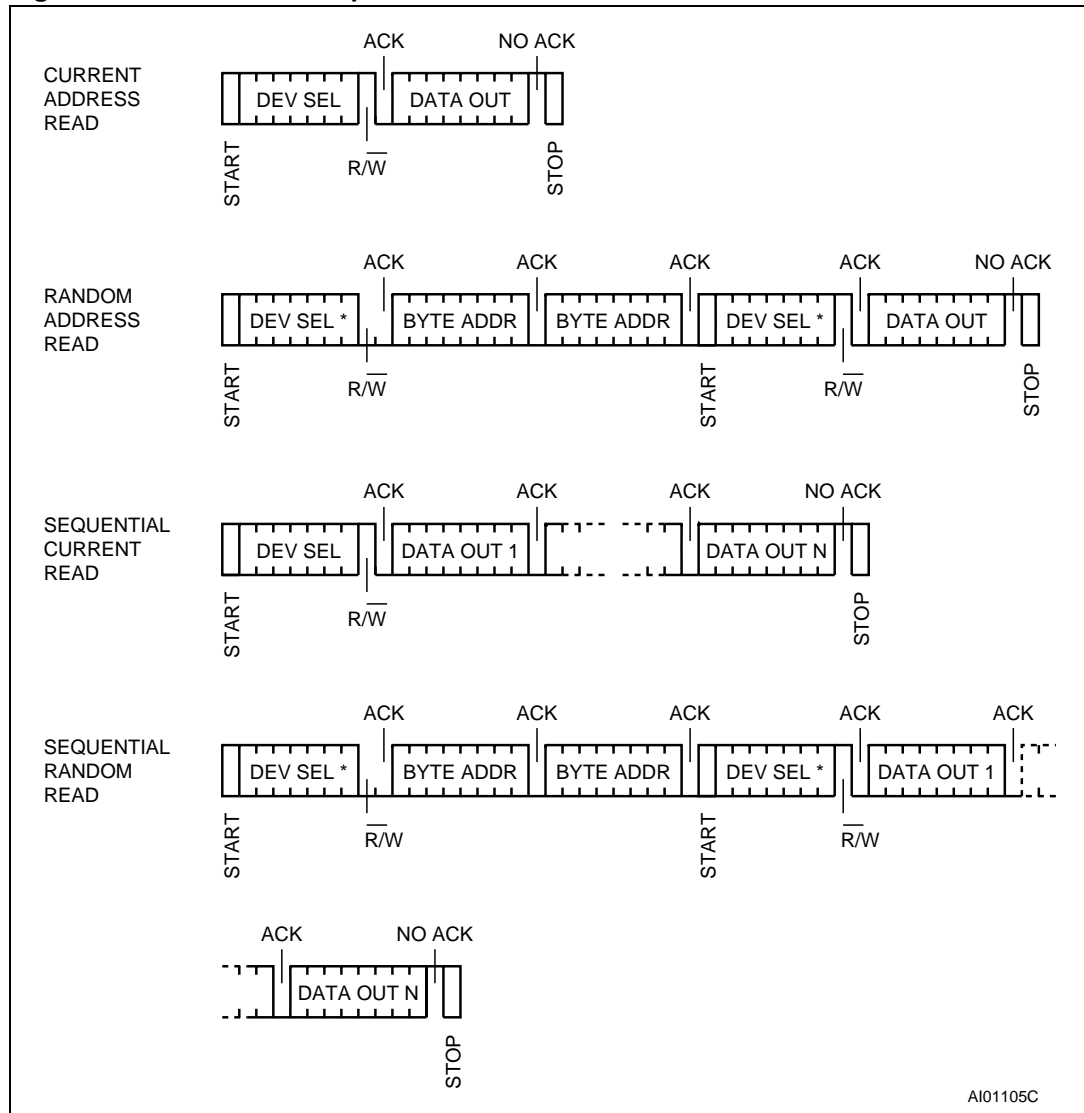 ACK NO ACK
CURRENT
ADDRESS
READ
DEV SEL DATA OUT
START R/W STOP
ACK ACK ACK ACK NO ACK
RANDOM
ADDRESS
READ
DEV SEL * BYTE ADDR BYTE ADDR DEV SEL * DATA OUT
START R/W START R/W STOP
ACK ACK ACK NO ACK
SEQUENTIAL
CURRENT
READ
DEV SEL DATA OUT 1 DATA OUT N
START R/W STOP
ACK ACK ACK ACK ACK
SEQUENTIAL
RANDOM
READ
DEV SEL * BYTE ADDR BYTE ADDR DEV SEL * DATA OUT 1
START R/W START R/W
ACK NO ACK
DATA OUT N
STOP
AI01105C